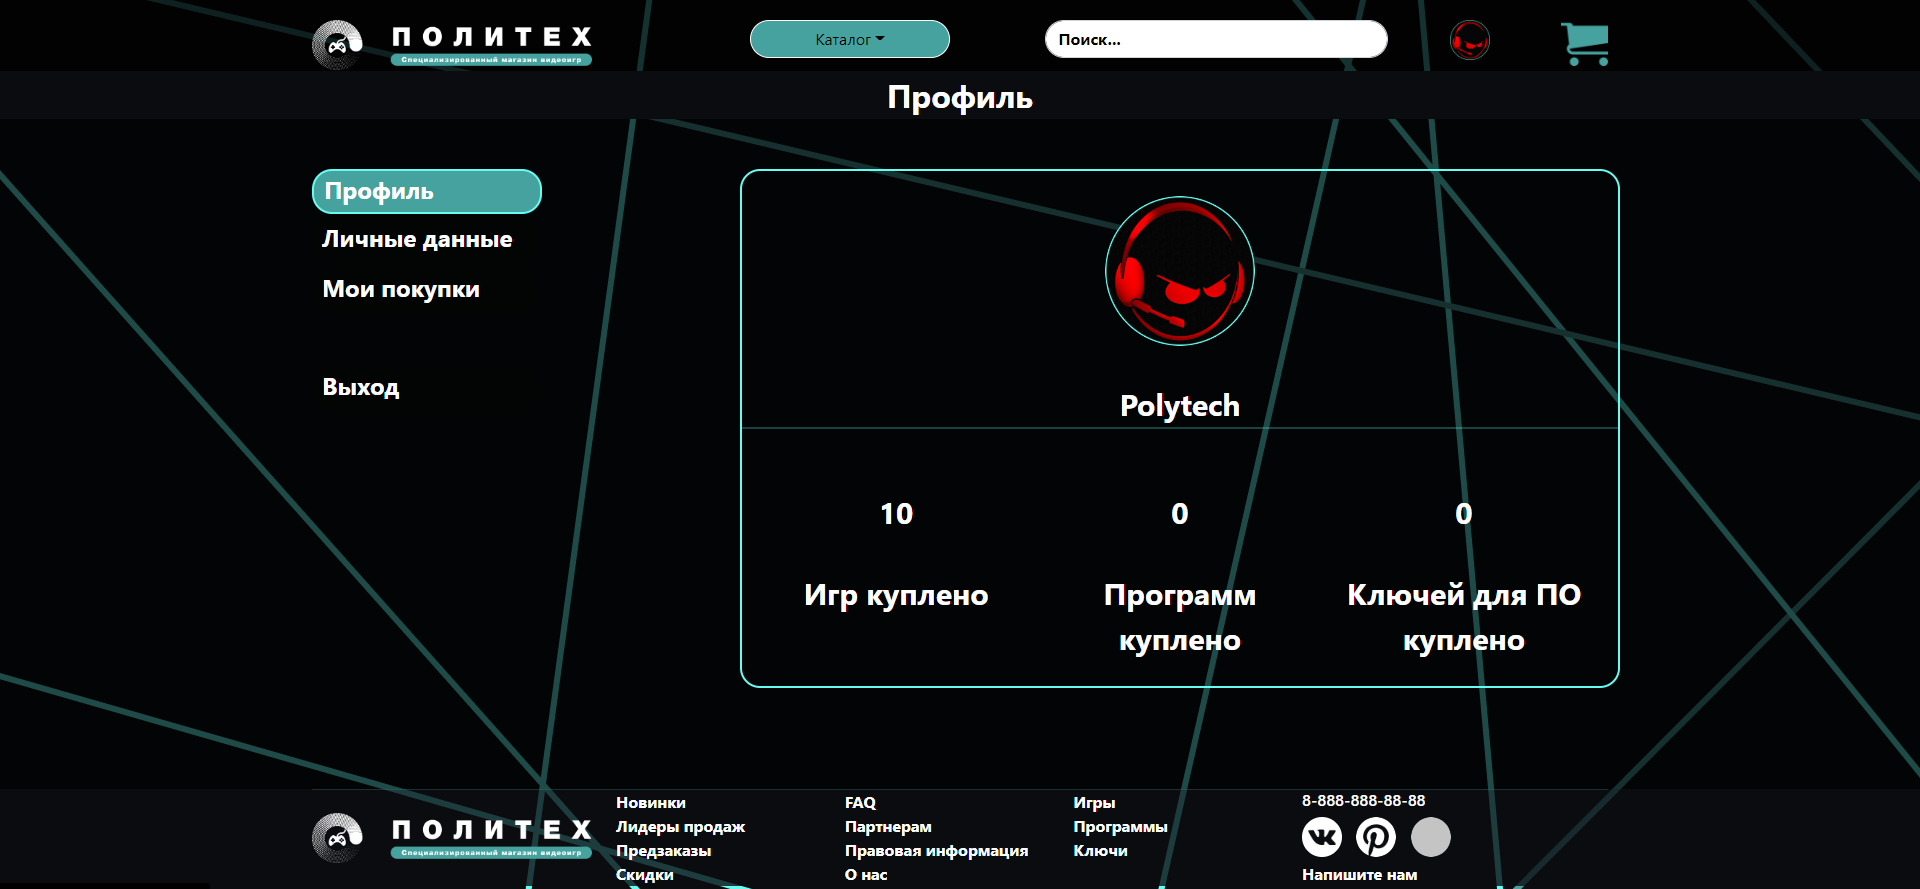 ПОЛИТЕХ
Специализированный магазин видеоигр
Каталог
Поиск...
Профиль
Профиль
Личные данные
Мои покупки
Выход
Polytech
10
Игр куплено
0
Программ
куплено
0
Ключей для ПО
куплено
ПОЛИТЕХ
Специализированный магазин видеоигр
Новинки
Лидеры продаж
Предзаказы
Скидки
FAQ
Партнерам
Правовая информация
О нас
Игры
Программы
Ключи
8-888-888-88-88
Напишите нам